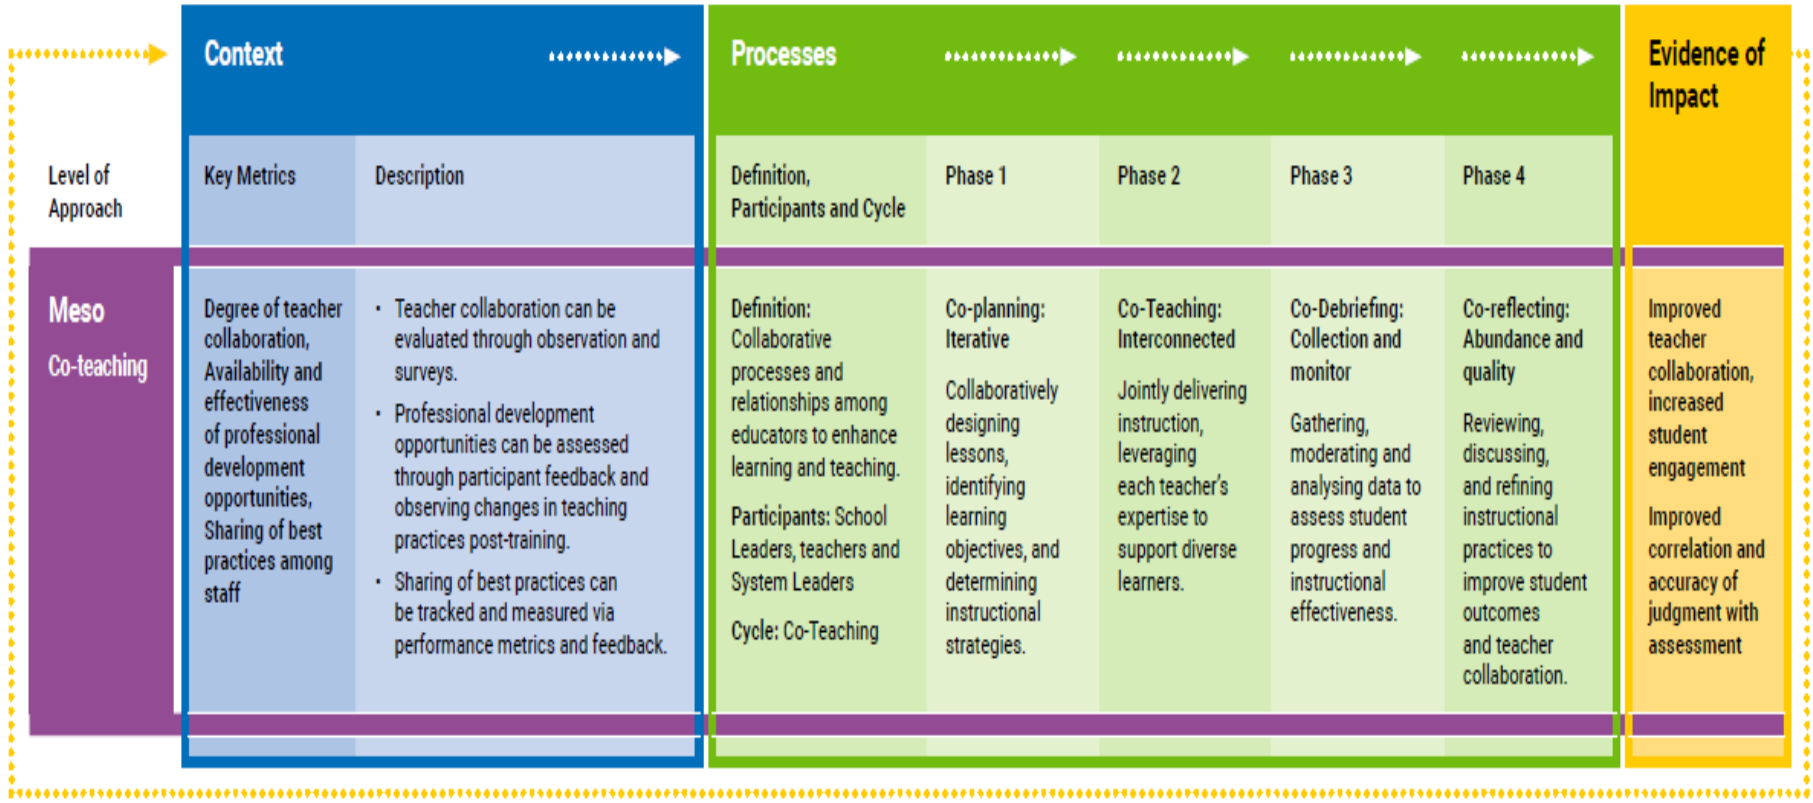 Context
Processes
Evidence of
Impact
Level of
Approach
Key Metrics
Description
Definition,
Participants and Cycle
Phase 1
Phase 2
Phase 3
Phase 4
Meso
Co-teaching
Degree of teacher
collaboration,
Availability and
effectiveness
of professional
development
opportunities,
Sharing of best
practices among
staff
• Teacher collaboration can be
evaluated through observation and
surveys.
• Professional development
opportunities can be assessed
through participant feedback and
observing changes in teaching
practices post-training.
• Sharing of best practices can
be tracked and measured via
performance metrics and feedback.
Definition:
Collaborative
processes and
relationships among
educators to enhance
learning and teaching.
Participants: School
Leaders, teachers and
System Leaders
Cycle: Co-Teaching
Co-planning:
Iterative
Collaboratively
designing
lessons,
identifying
learning
objectives, and
determining
instructional
strategies.
Co-Teaching:
Interconnected
Jointly delivering
instruction,
leveraging
each teacher's
expertise to
support diverse
learners.
Co-Debriefing:
Collection and
monitor
Gathering,
moderating and
analysing data to
assess student
progress and
instructional
effectiveness.
Co-reflecting:
Abundance and
quality
Reviewing,
discussing,
and refining
instructional
practices to
improve student
outcomes
and teacher
collaboration.
Improved
teacher
collaboration,
increased
student
engagement
Improved
correlation and
accuracy of
judgment with
assessment